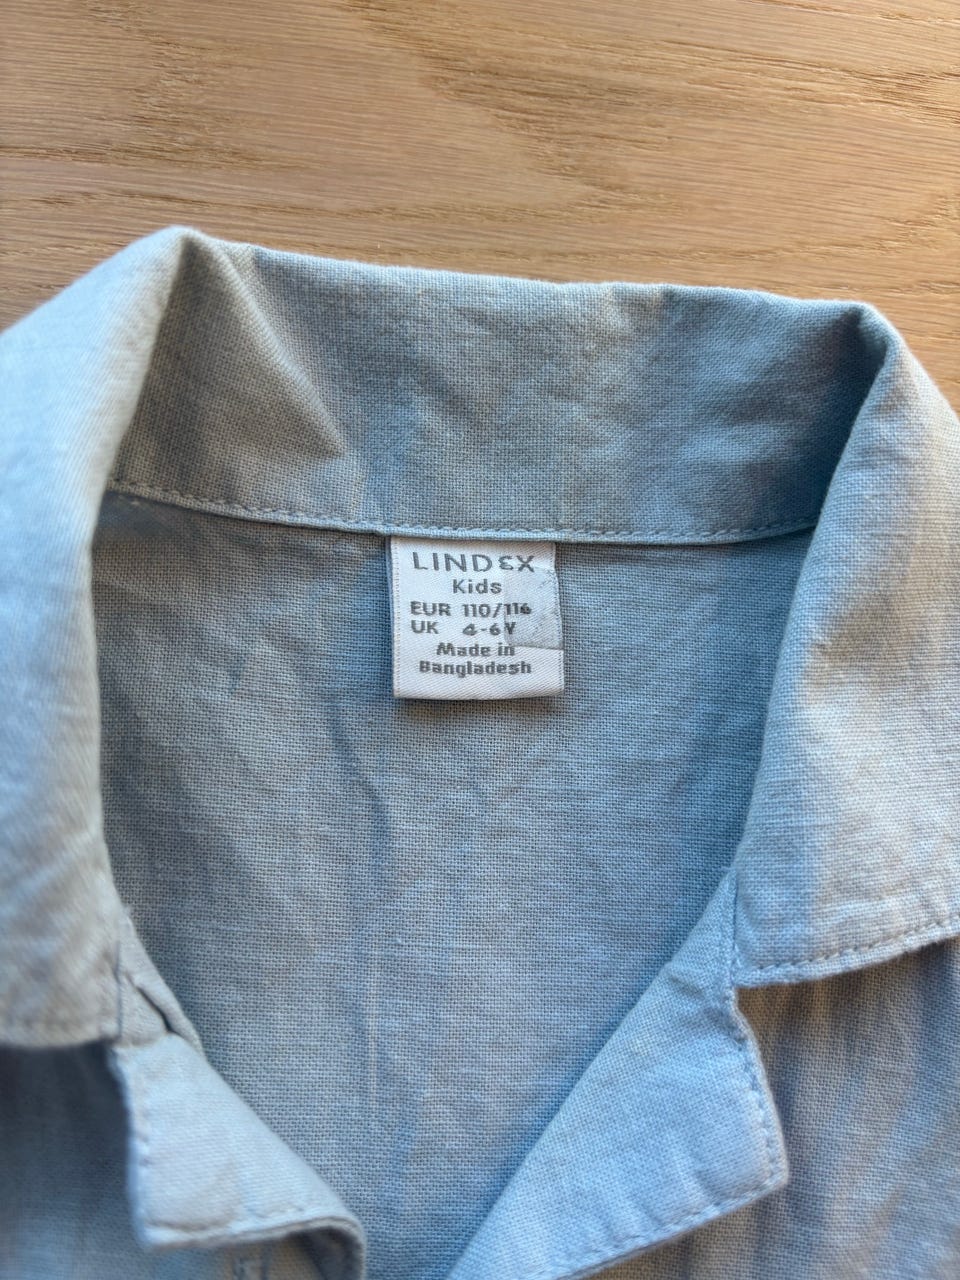 LINDEX
Kids
EUR 110/116
UK 4-6Y
Made in
Bangladesh